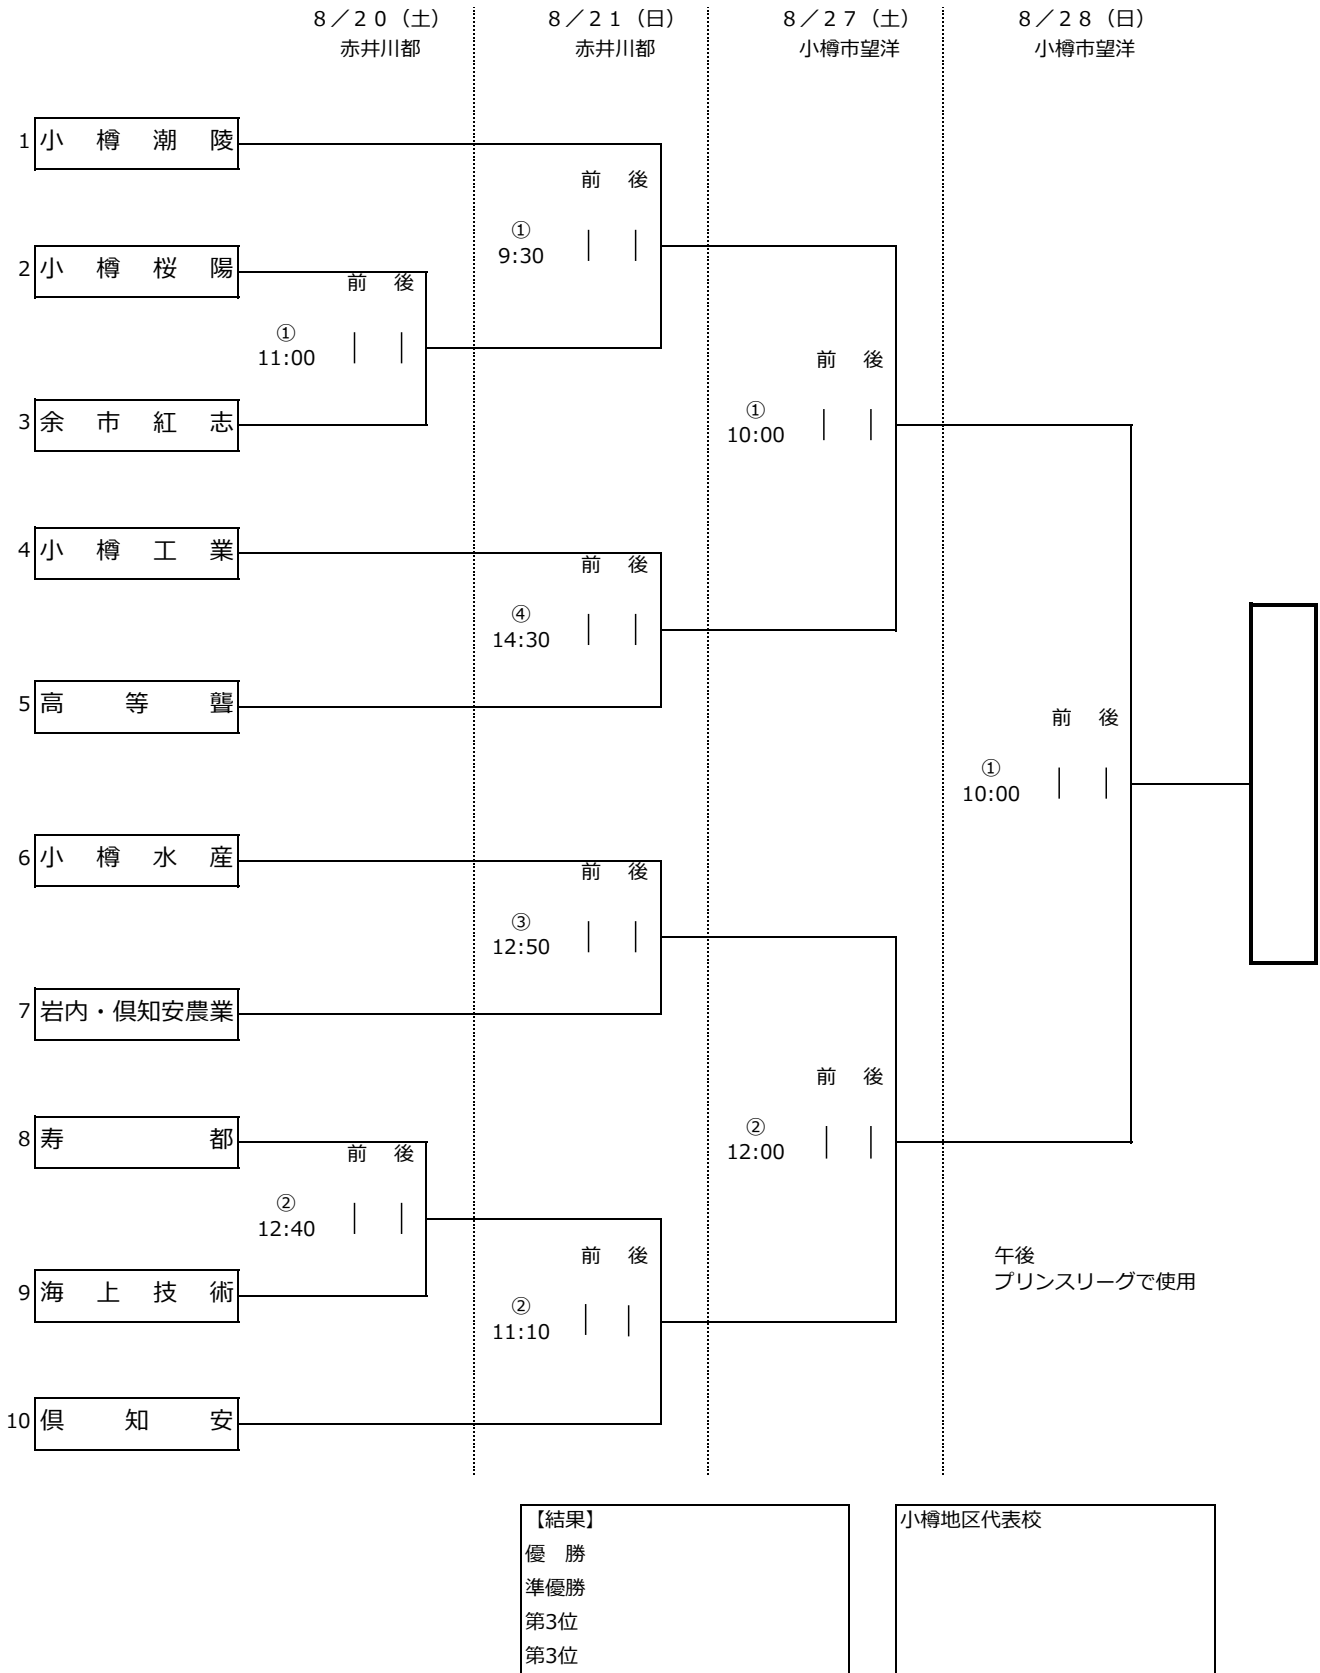 ８／２０（土） ８／２１（日） ８／２７（土） ８／２８（日）
赤井川都 赤井川都 小樽市望洋 小樽市望洋
1 小樽潮陵
前 後
①
9:30
2 小樽桜陽
前 後
①
11:00
前 後
3 余市紅志
①
10:00
4 小樽工業
前 後
④
14:30
5 高等聾
前 後
①
10:00
6 小樽水産
前 後
③
12:50
7 岩内・倶知安農業
前 後
8 寿都
②
12:00
前 後
②
12:40
前 後
午後
プリンスリーグで使用
9 海上技術
②
11:10
10 倶知安
【結果】
優　勝
準優勝
第3位
第3位
小樽地区代表校